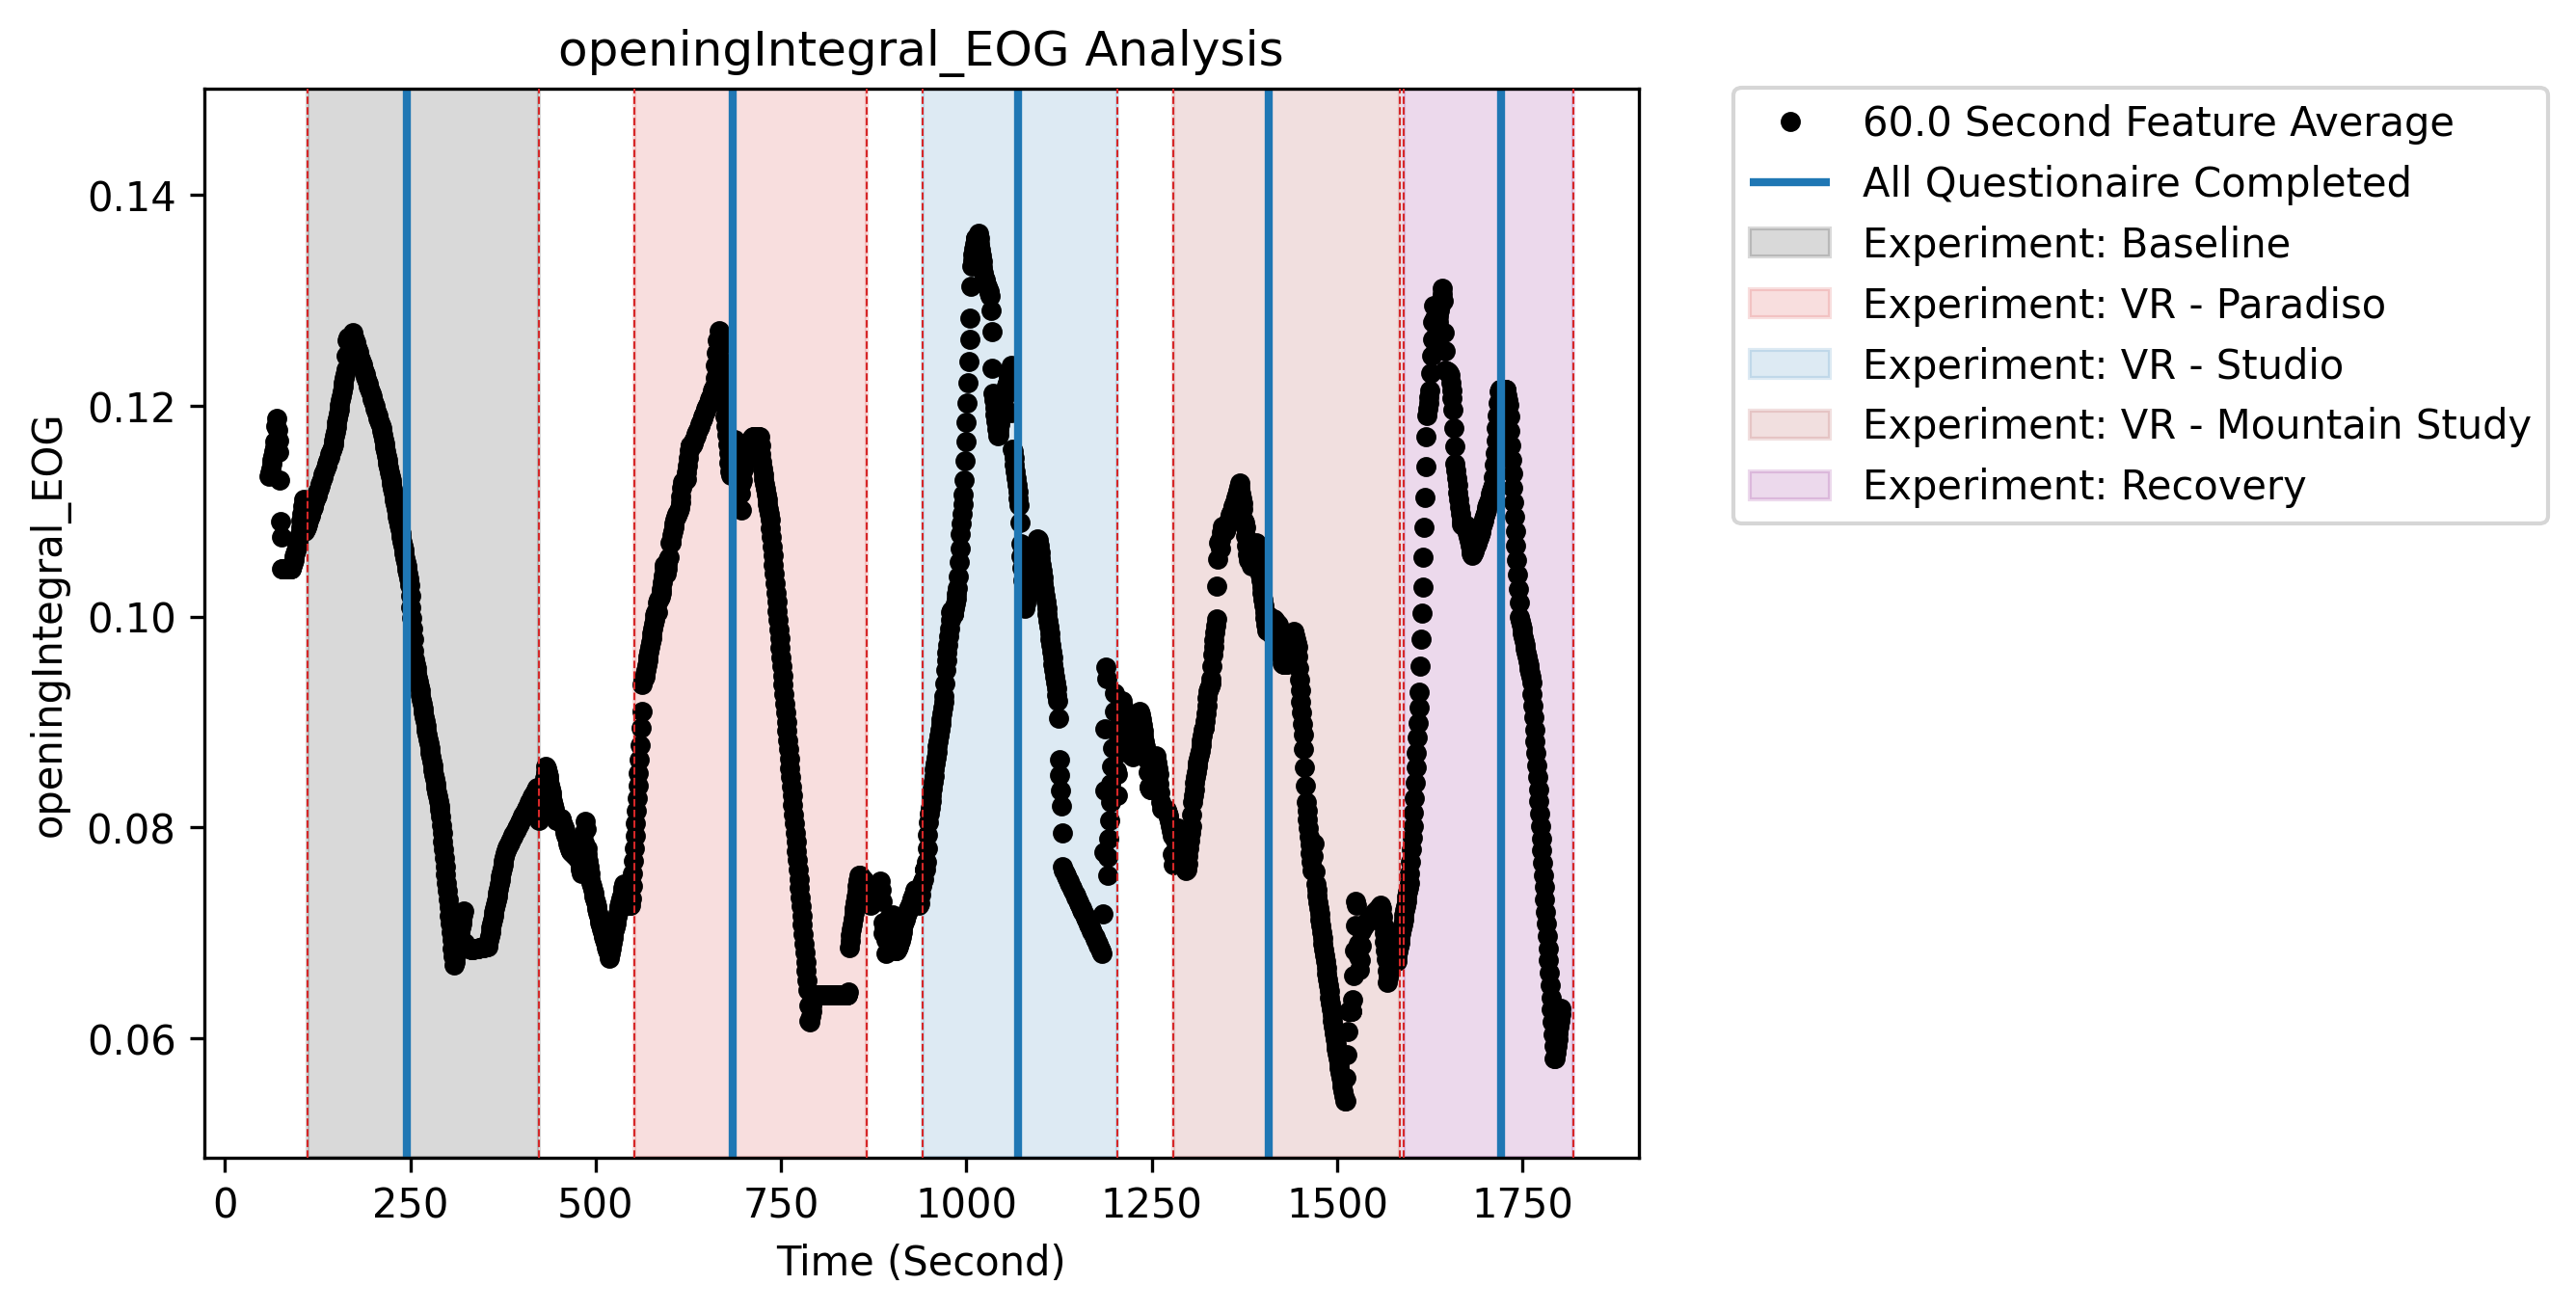 openingIntegral_EOG Analysis
openingIntegral_EOG
0.14
0.12
0.10
0.08
0.06
0 250 500 750 1000 1250 1500 1750
Time (Second)
60.0 Second Feature Average
All Questionaire Completed
Experiment: Baseline
Experiment: VR - Paradiso
Experiment: VR - Studio
Experiment: VR - Mountain Study
Experiment: Recovery